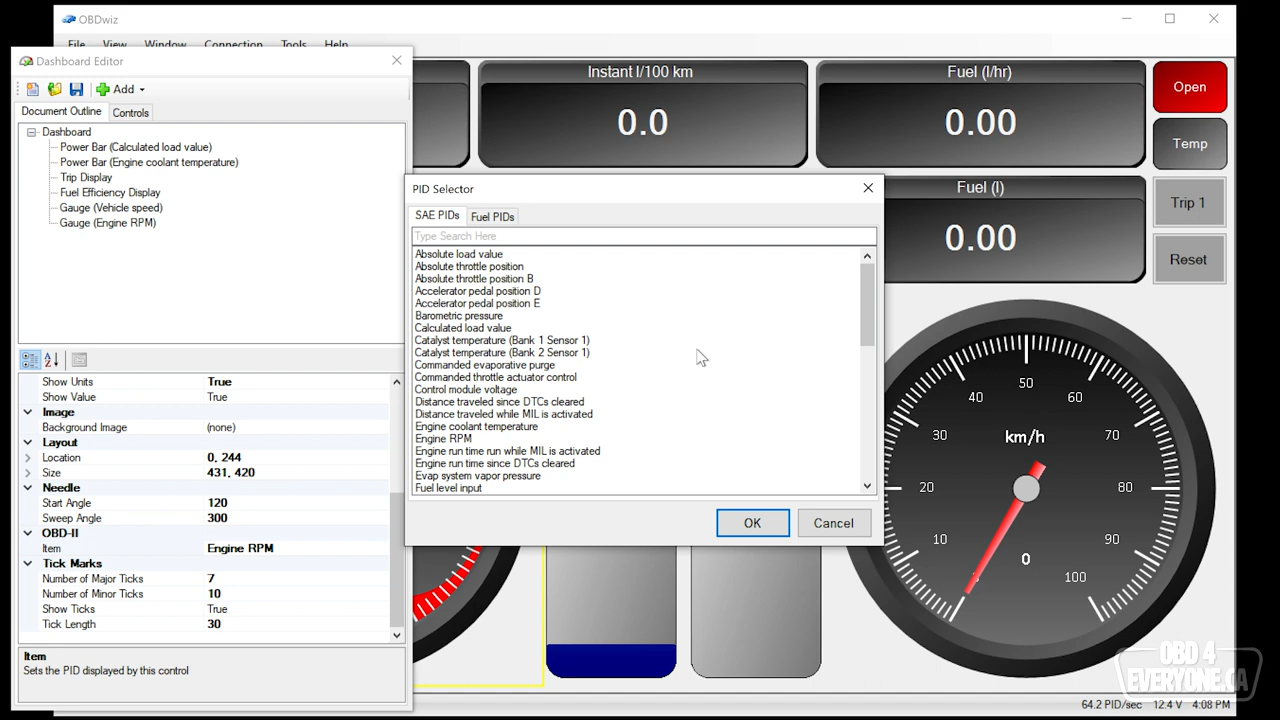 OBDwiz
File View Window Connection Tools Help
Dashboard Editor
Add
Document Outline
Controls
Dashboard
Power Bar (Calculated load value)
Power Bar (Engine coolant temperature)
Trip Display
Fuel Efficiency Display
Gauge (Vehicle speed)
Gauge (Engine RPM)
Show Units True
Show Value True
Image
Background Image (none)
Layout
Location 0, 244
Size 431, 420
Needle
Start Angle 120
Sweep Angle 300
OBD-II
Item Engine RPM
Tick Marks
Number of Major Ticks 7
Number of Minor Ticks 10
Show Ticks True
Tick Length 30
Item
Sets the PID displayed by this control
Instant l/100 km
0.0
Fuel (l/hr)
0.00
Open
Temp
Fuel (l)
0.00
Trip 1
Reset
PID Selector
SAE PIDs
Fuel PIDs
Type Search Here
Absolute load value
Absolute throttle position
Absolute throttle position B
Accelerator pedal position D
Accelerator pedal position E
Barometric pressure
Calculated load value
Catalyst temperature (Bank 1 Sensor 1)
Catalyst temperature (Bank 2 Sensor 1)
Commanded evaporative purge
Commanded throttle actuator control
Control module voltage
Distance traveled since DTCs cleared
Distance traveled while MIL is activated
Engine coolant temperature
Engine RPM
Engine run time run while MIL is activated
Engine run time since DTCs cleared
Evap system vapor pressure
Fuel level input
OK
Cancel
50
40 60
km/h
30 70
20 80
10 90
0
100
OBD 4
EVERYONE.CA
64.2 PID/sec 12.4 V 4:08 PM